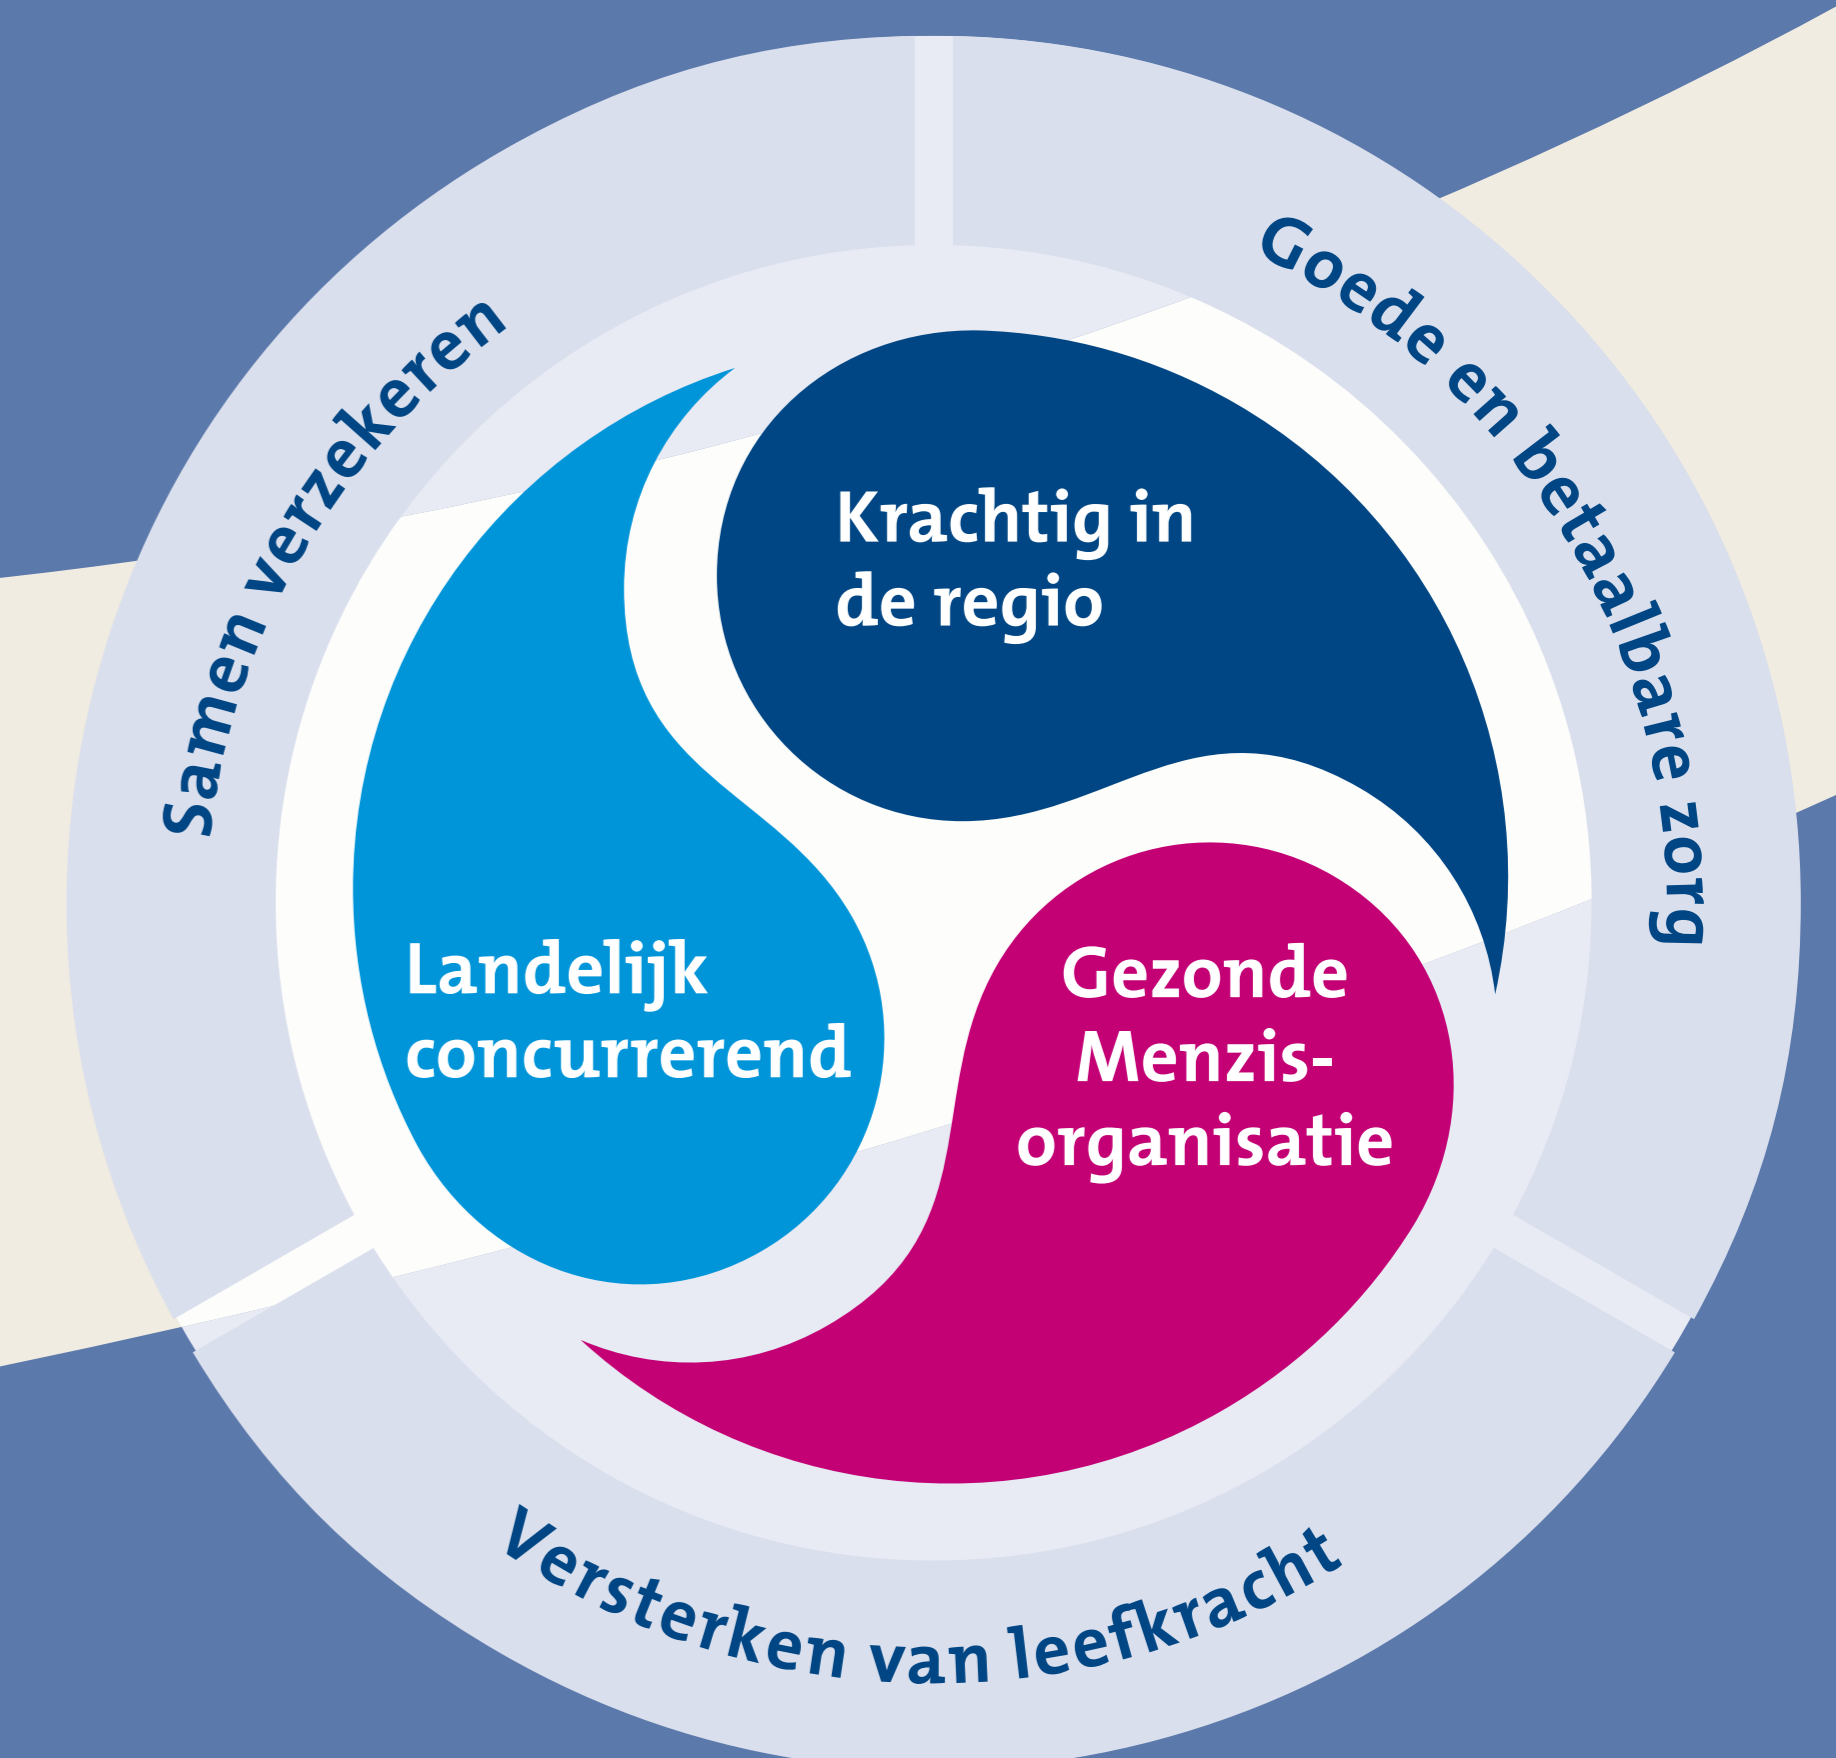 Samen verzekeren
Goede en betaalbare zorg
Krachtig in
de regio
Landelijk
concurrerend
Gezonde
Menzis-
organisatie
Versterken van leefkracht